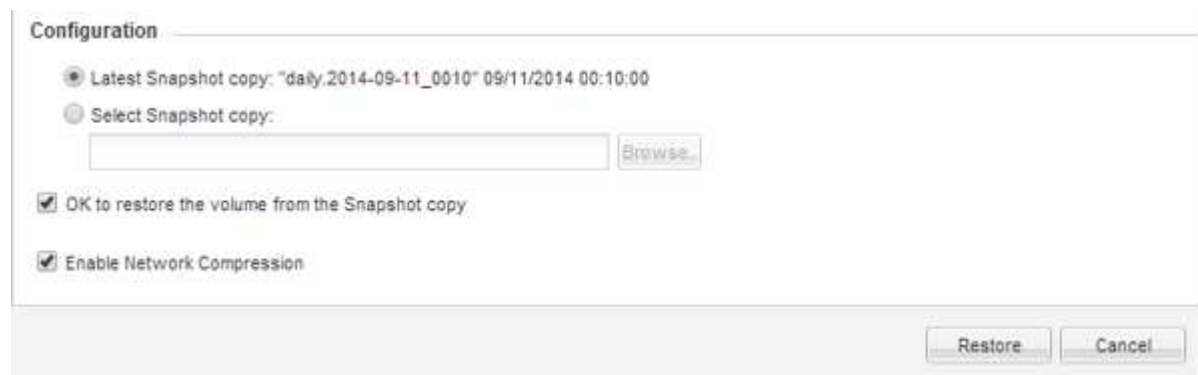 Configuration
Latest Snapshot copy: "daily.2014-09-11_0010" 09/11/2014 00:10:00
Select Snapshot copy:
Browse...
OK to restore the volume from the Snapshot copy
Enable Network Compression
Restore Cancel